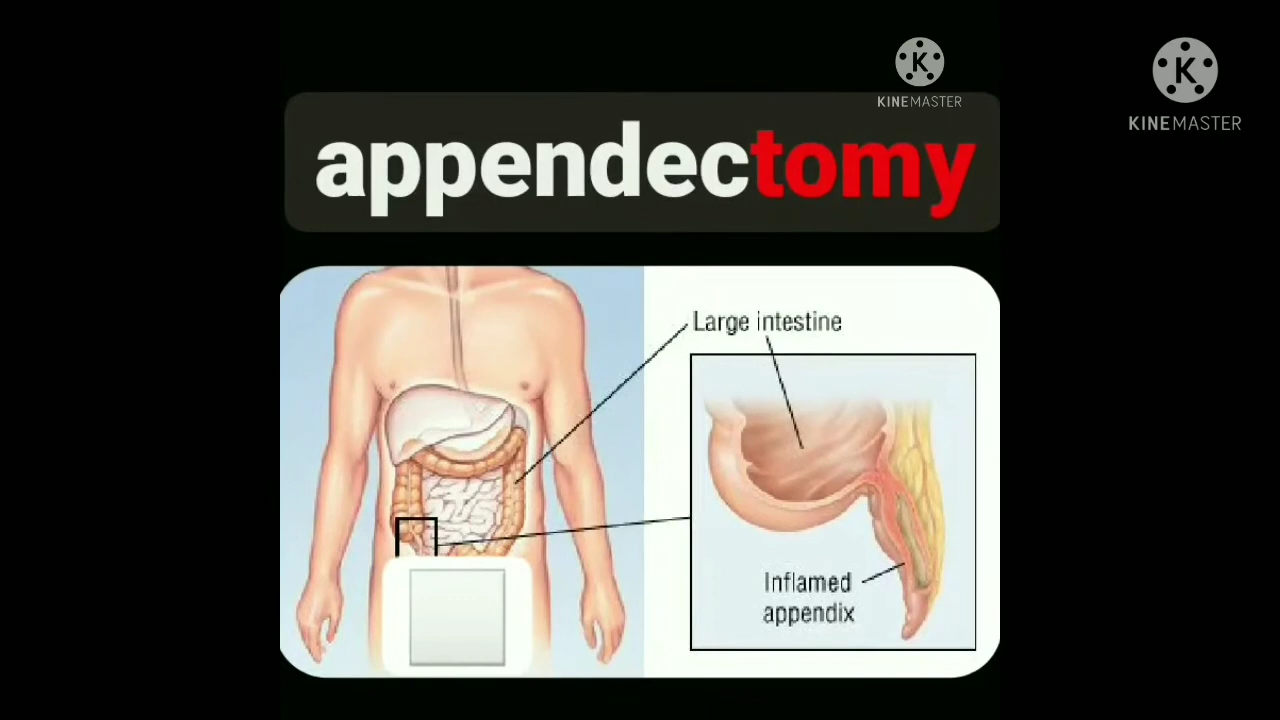 KINEMASTER
KINEMASTER
appendectomy
Large intestine
Inflamed
appendix